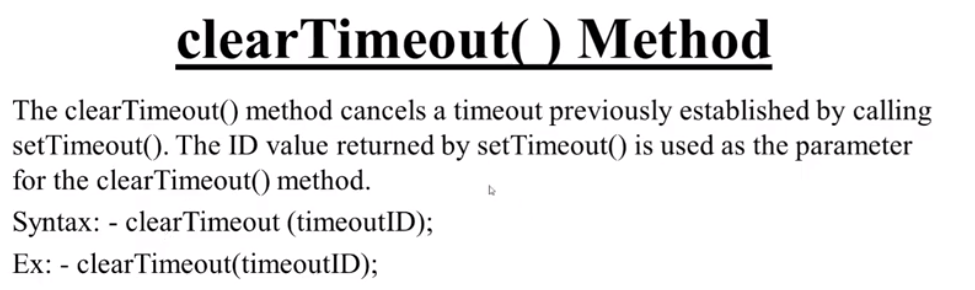 clearTimeout( ) Method
The clearTimeout() method cancels a timeout previously established by calling
setTimeout(). The ID value returned by setTimeout() is used as the parameter
for the clearTimeout() method.
Syntax: - clearTimeout (timeoutID);
Ex: - clearTimeout(timeoutID);